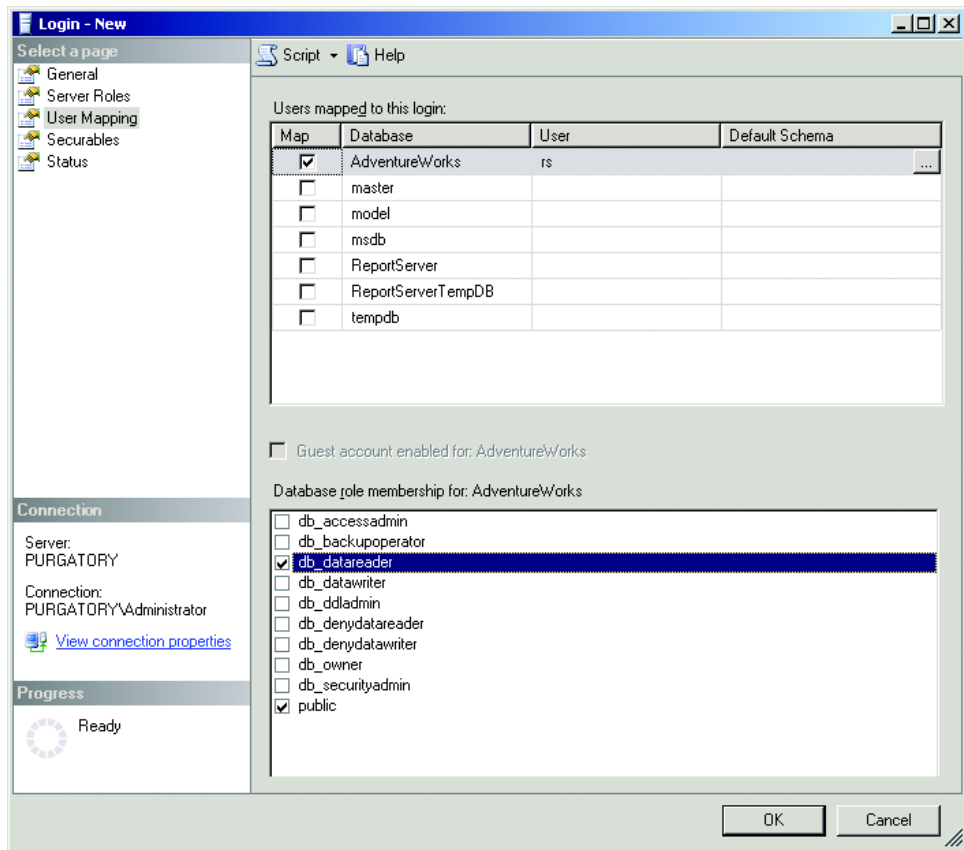 Login - New
Select a page
General
Server Roles
User Mapping
Securables
Status
Script Help
Users mapped to this login:
Map Database User Default Schema
AdventureWorks rs ...
master
model
msdb
ReportServer
ReportServerTempDB
tempdb
Guest account enabled for: AdventureWorks
Database role membership for: AdventureWorks
db_accessadmin
db_backupoperator
db_datareader
db_datawriter
db_ddladmin
db_denydatareader
db_denydatawriter
db_owner
db_securityadmin
public
Connection
Server:
PURGATORY
Connection:
PURGATORY\Administrator
View connection properties
Progress
Ready
OK Cancel